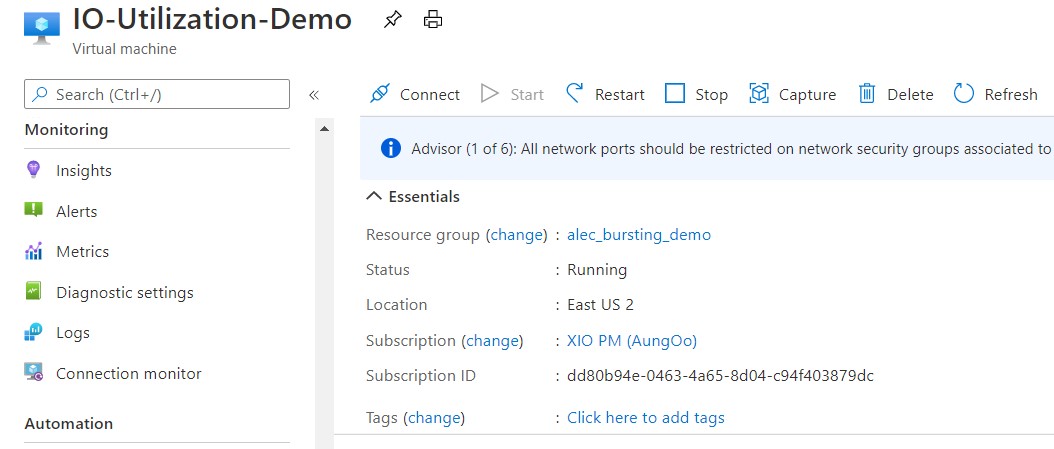 IO-Utilization-Demo
Virtual machine
Search (Ctrl+/)
«
Monitoring
Insights
Alerts
Metrics
Diagnostic settings
Logs
Connection monitor
Automation
Connect Start Restart Stop Capture Delete Refresh
Advisor (1 of 6): All network ports should be restricted on network security groups associated to
Essentials
Resource group (change) : alec_bursting_demo
Status : Running
Location : East US 2
Subscription (change) : XIO PM (AungOo)
Subscription ID : dd80b94e-0463-4a65-8d04-c94f403879dc
Tags (change) : Click here to add tags